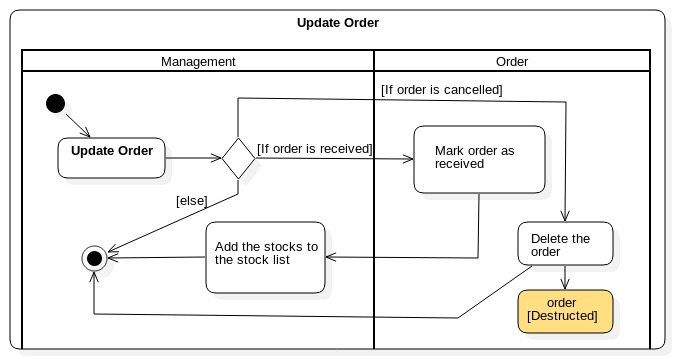 Update Order
Management
Order
[If order is cancelled]
Update Order
[If order is received]
Mark order as
received
[else]
Add the stocks to
the stock list
Delete the
order
order
[Destructed]